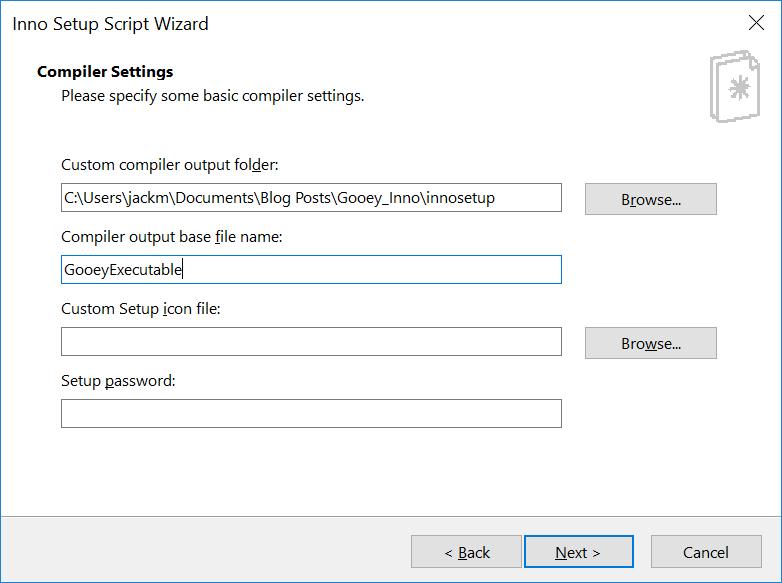 Inno Setup Script Wizard
Compiler Settings
Please specify some basic compiler settings.
Custom compiler output folder:
C:\Users\jackm\Documents\Blog Posts\Gooey_Inno\innosetup
Browse...
Compiler output base file name:
GooeyExecutable
Custom Setup icon file:
Browse...
Setup password:
< Back
Next >
Cancel